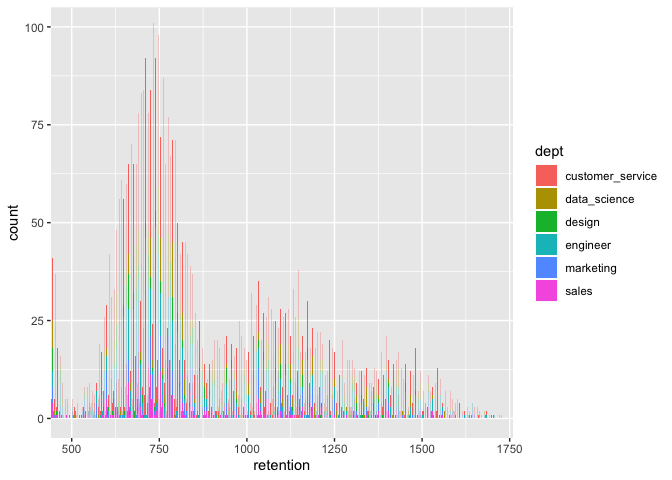 100
75
50
25
0
count
500
750
1000
1250
1500
1750
retention
dept
customer_service
data_science
design
engineer
marketing
sales